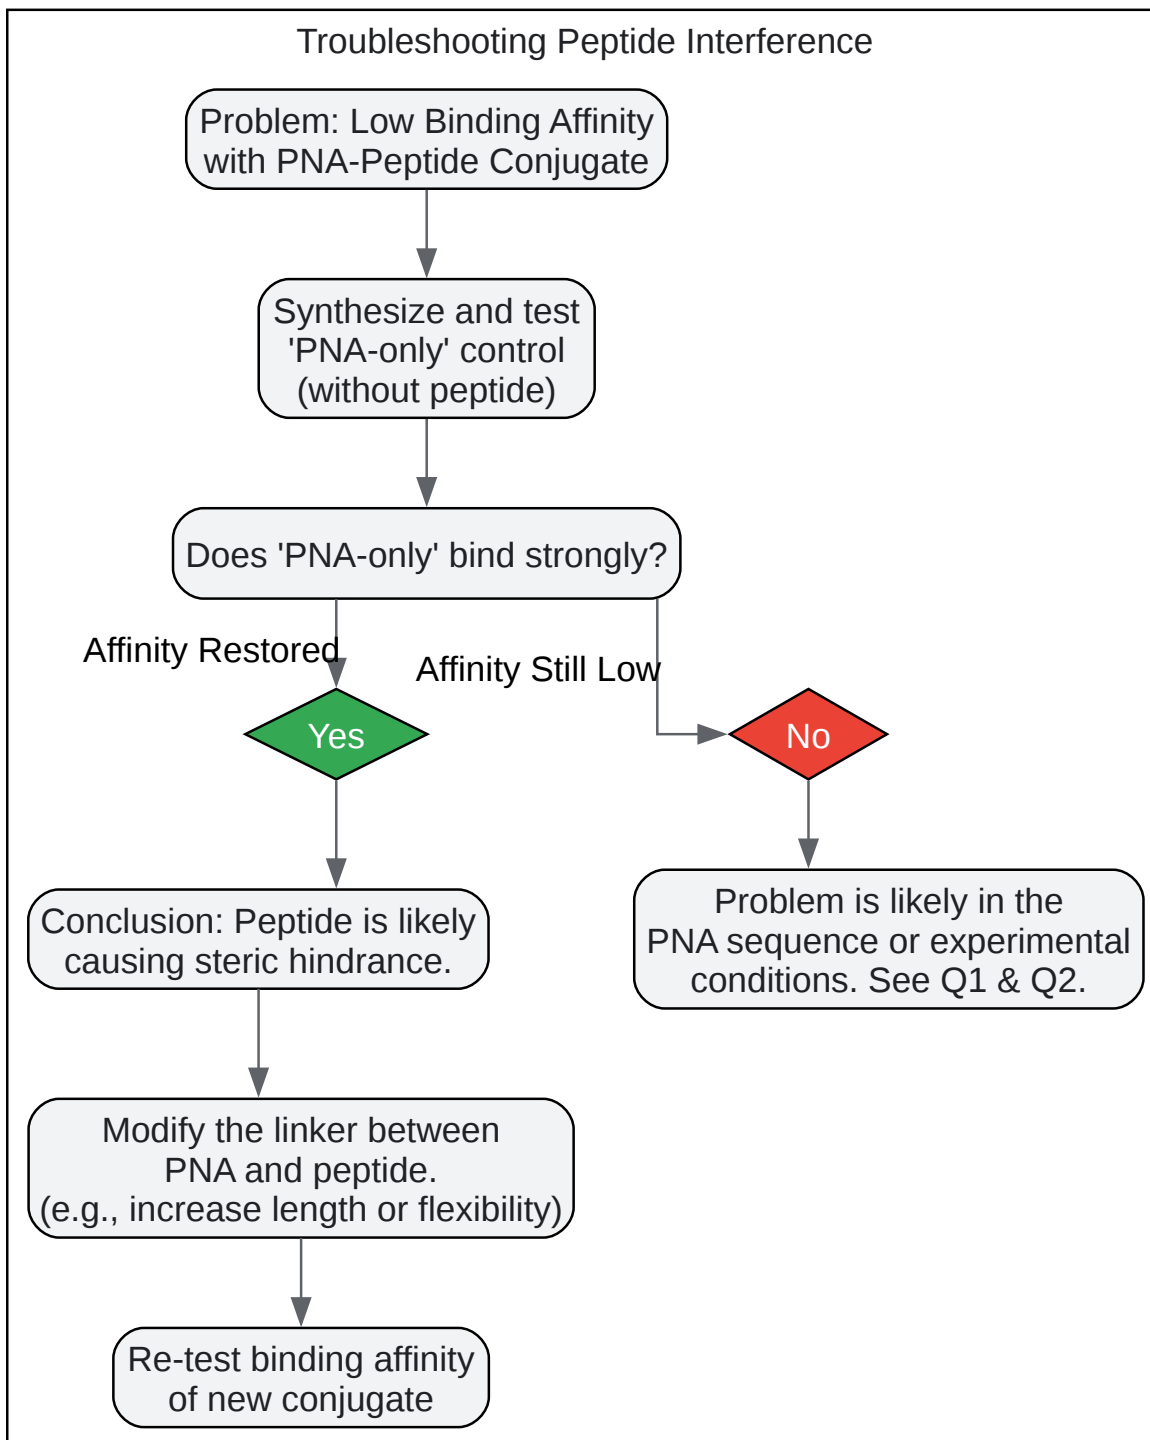 Troubleshooting Peptide Interference
Problem: Low Binding Affinity
with PNA-Peptide Conjugate
Synthesize and test
'PNA-only' control
(without peptide)
Does 'PNA-only' bind strongly?
Affinity Restored
Affinity Still Low
Yes
No
Conclusion: Peptide is likely
causing steric hindrance.
Problem is likely in the
PNA sequence or experimental
conditions. See Q1 & Q2.
Modify the linker between
PNA and peptide.
(e.g., increase length or flexibility)
Re-test binding affinity
of new conjugate